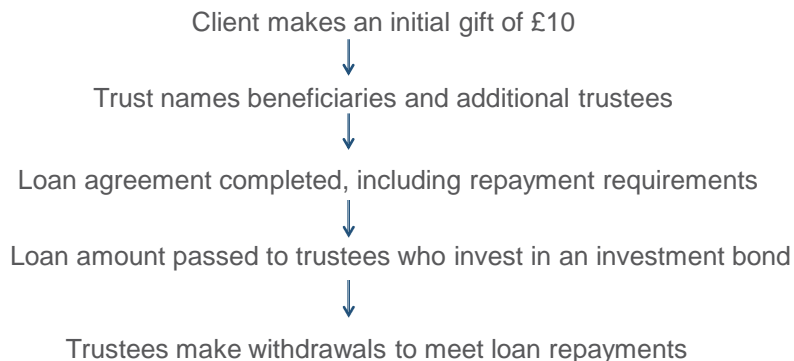 Client makes an initial gift of £10
Trust names beneficiaries and additional trustees
Loan agreement completed, including repayment requirements
Loan amount passed to trustees who invest in an investment bond
Trustees make withdrawals to meet loan repayments